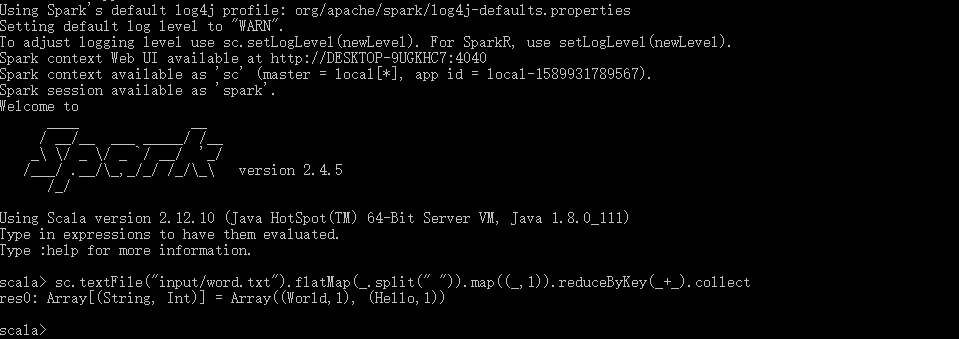 Using Spark's default log4j profile: org/apache/spark/log4j-defaults.properties
Setting default log level to "WARN".
To adjust logging level use sc.setLogLevel(newLevel). For SparkR, use setLogLevel(newLevel).
Spark context Web UI available at http://DESKTOP-9UGKHC7:4040
Spark context available as 'sc' (master = local[*], app id = local-1589931789567).
Spark session available as 'spark'.
Welcome to
Spark version 2.4.5
Using Scala version 2.12.10 (Java HotSpot(TM) 64-Bit Server VM, Java 1.8.0_111)
Type in expressions to have them evaluated.
Type :help for more information.
scala> sc.textFile("input/word.txt").flatMap(_.split(" ")).map((_,1)).reduceByKey(_+_).collect
res0: Array[(String, Int)] = Array((World,1), (Hello,1))
scala>